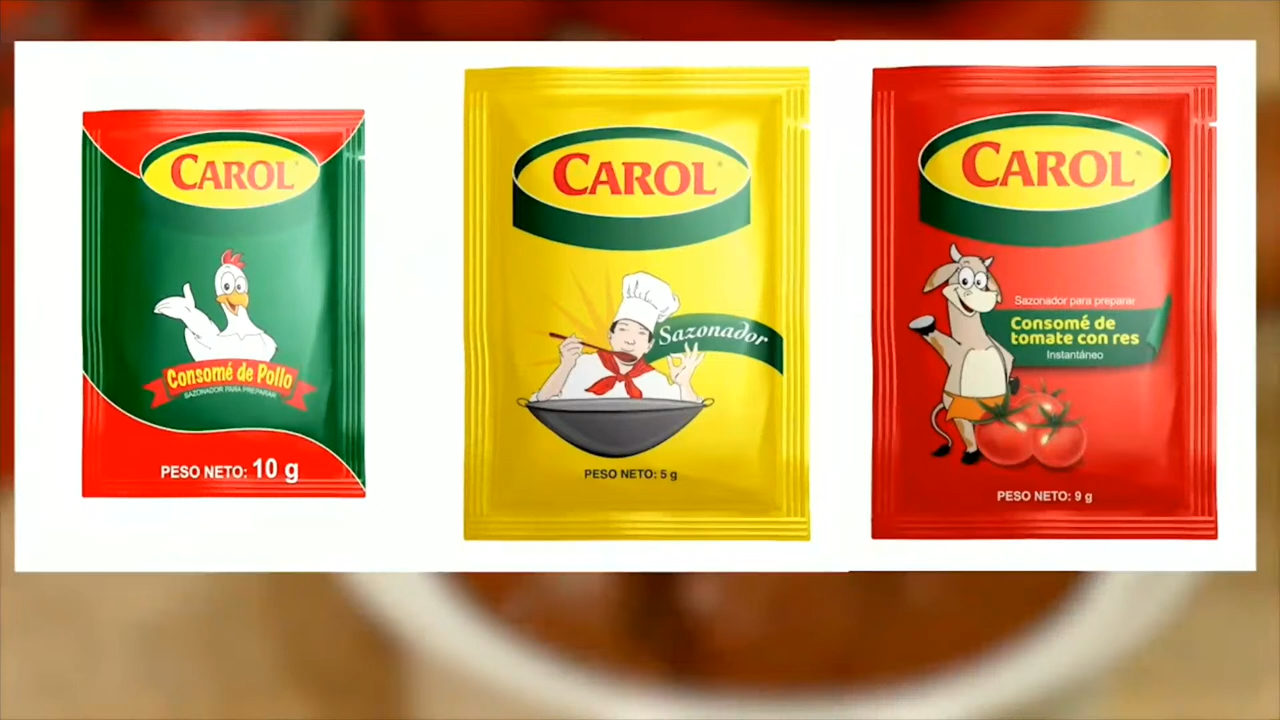 CAROL
Consomé de Pollo
SAZONADOR PARA PREPARAR
PESO NETO: 10 g
CAROL
Sazonador
PESO NETO: 5 g
CAROL
Sazonador para preparar
Consomé de
tomate con res
Instantáneo
PESO NETO: 9 g